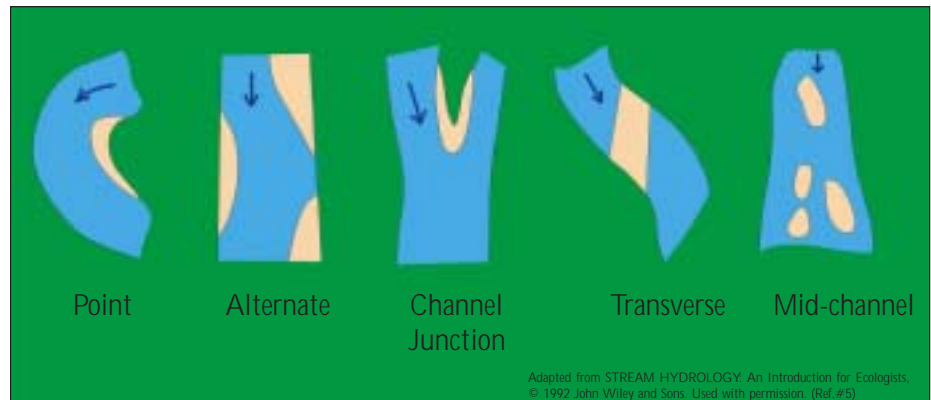 Point
Alternate
Channel
Junction
Transverse
Mid-channel
Adapted from STREAM HYDROLOGY: An Introduction for Ecologists,
© 1992 John Wiley and Sons. Used with permission. (Ref.#5)